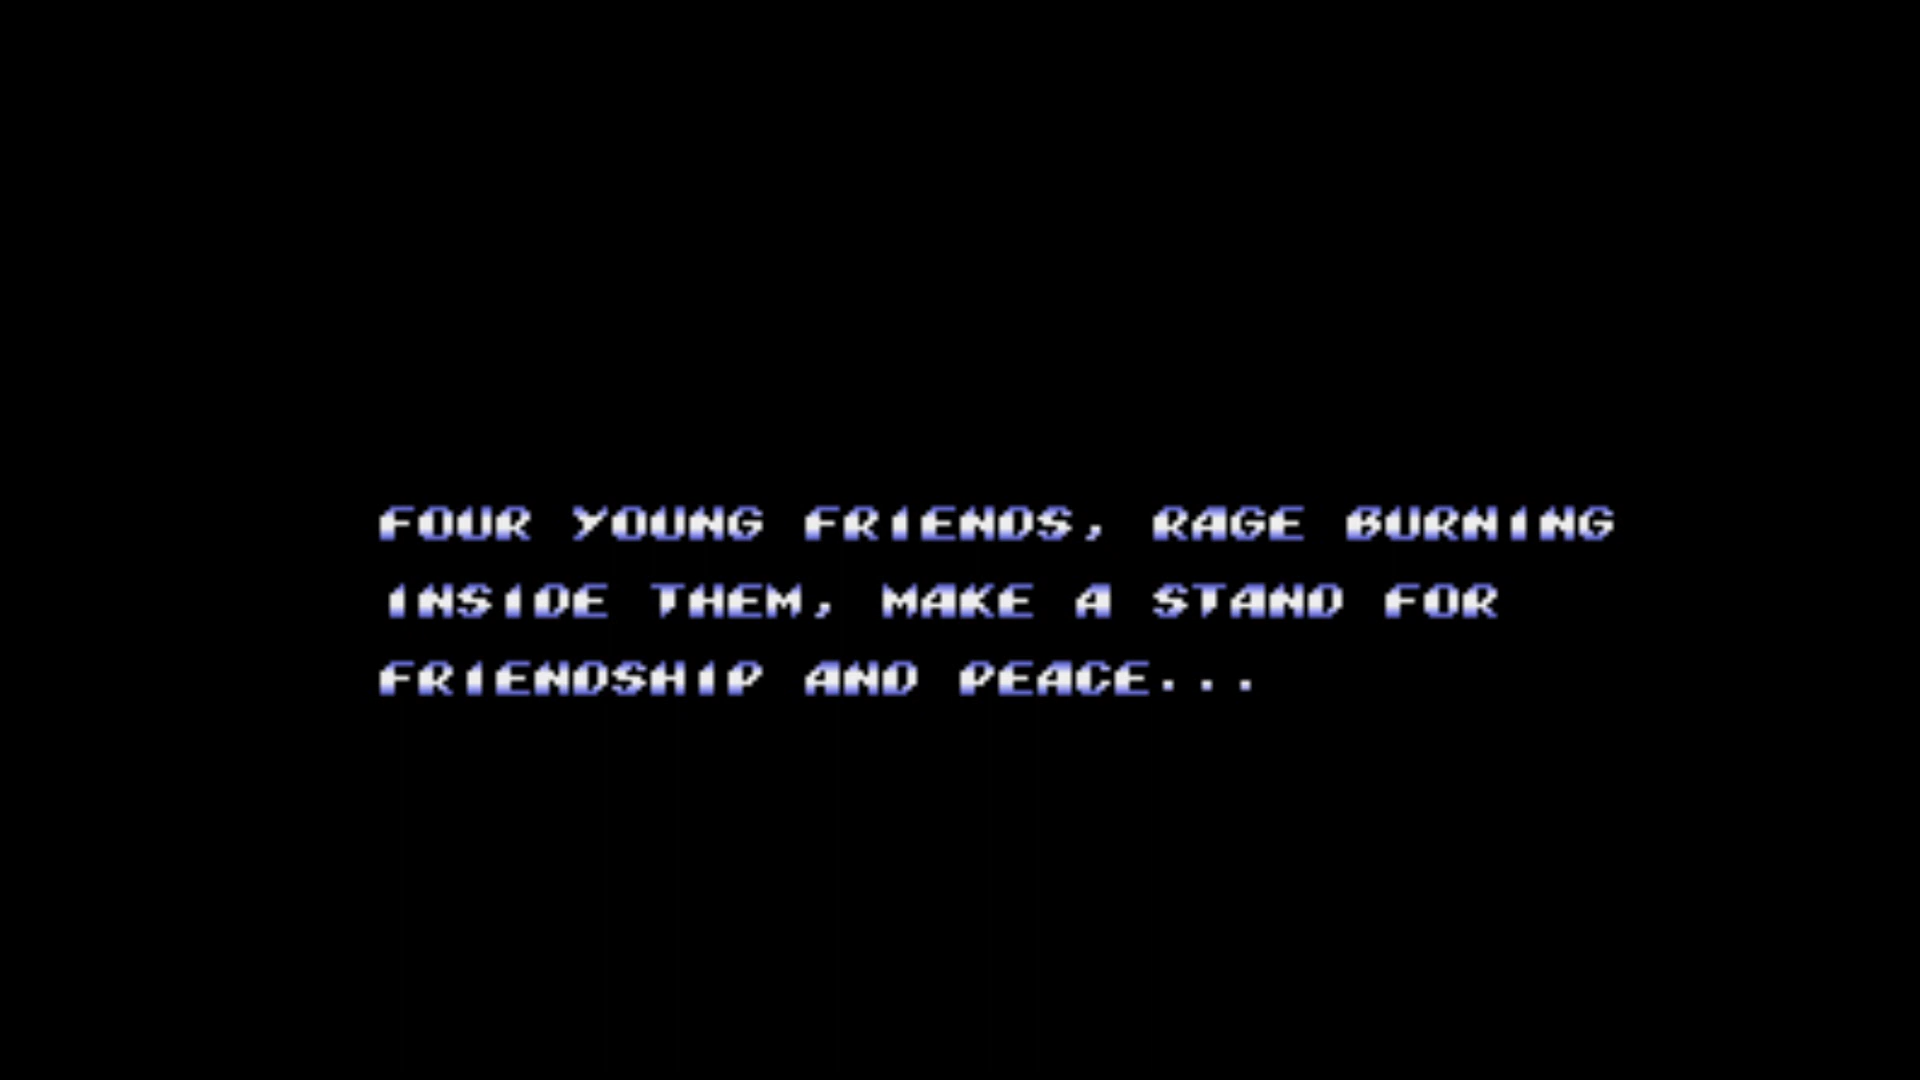 FOUR YOUNG FRIENDS, RAGE BURNING
INSIDE THEM, MAKE A STAND FOR
FRIENDSHIP AND PEACE...